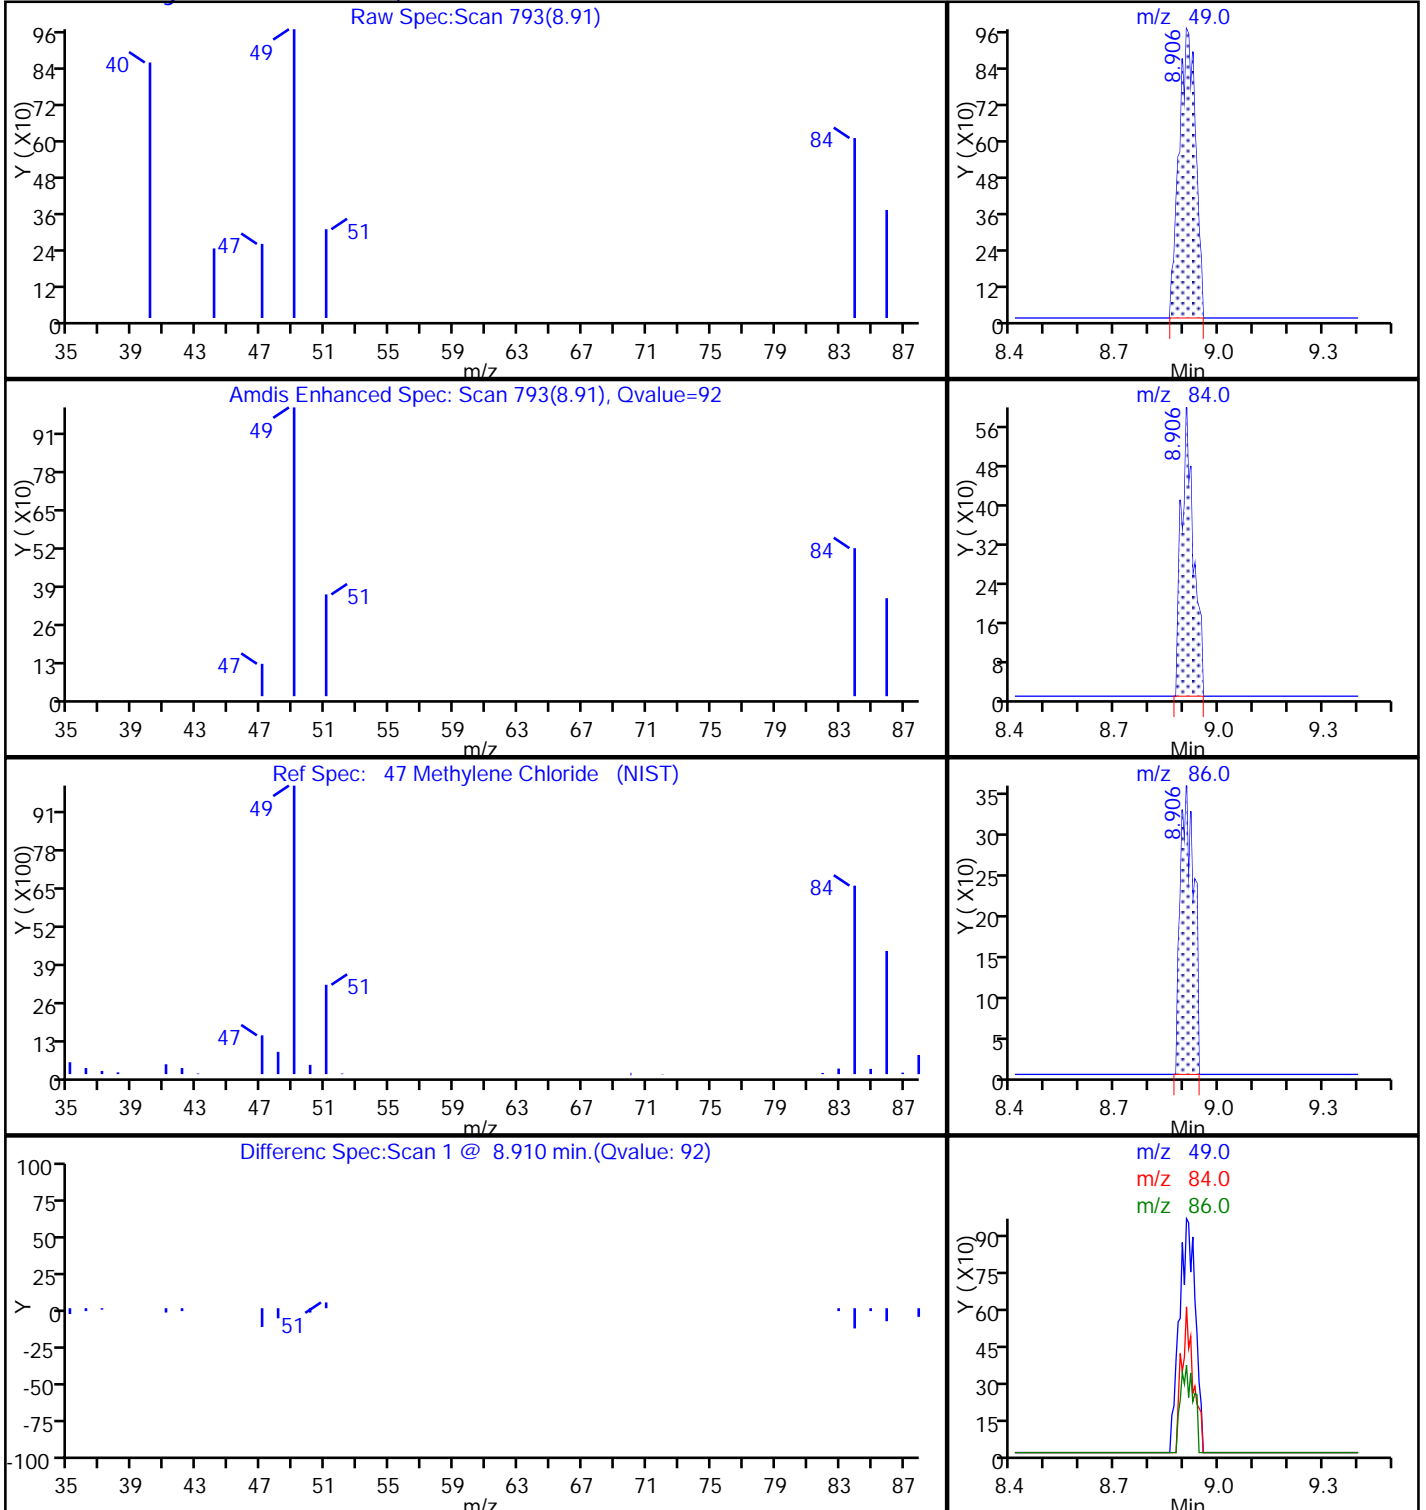 Raw Spec:Scan 793(8.91)
Y ( X10)
96
84
72
60
48
36
24
12
0
40
47
49
51
84
35 39 43 47 51 55 59 63 67 71 75 79 83 87
m/z
m/z 49.0
Y ( X10)
96
84
72
60
48
36
24
12
0
8.906
8.4 8.7 9.0 9.3
Min
Amdis Enhanced Spec: Scan 793(8.91), Qvalue=92
Y ( X10)
91
78
65
52
39
26
13
0
47
49
51
84
35 39 43 47 51 55 59 63 67 71 75 79 83 87
m/z
m/z 84.0
Y ( X10)
56
48
40
32
24
16
8
0
8.906
8.4 8.7 9.0 9.3
Min
Ref Spec: 47 Methylene Chloride (NIST)
Y ( X100)
91
78
65
52
39
26
13
0
47
49
51
84
35 39 43 47 51 55 59 63 67 71 75 79 83 87
m/z
m/z 86.0
Y ( X10)
35
30
25
20
15
10
5
0
8.906
8.4 8.7 9.0 9.3
Min
Differenc Spec:Scan 1 @ 8.910 min.(Qvalue: 92)
Y
100
75
50
25
0
-25
-50
-75
-100
51
35 39 43 47 51 55 59 63 67 71 75 79 83 87
m/z
m/z 49.0
m/z 84.0
m/z 86.0
Y ( X10)
90
75
60
45
30
15
0
8.4 8.7 9.0 9.3
Min